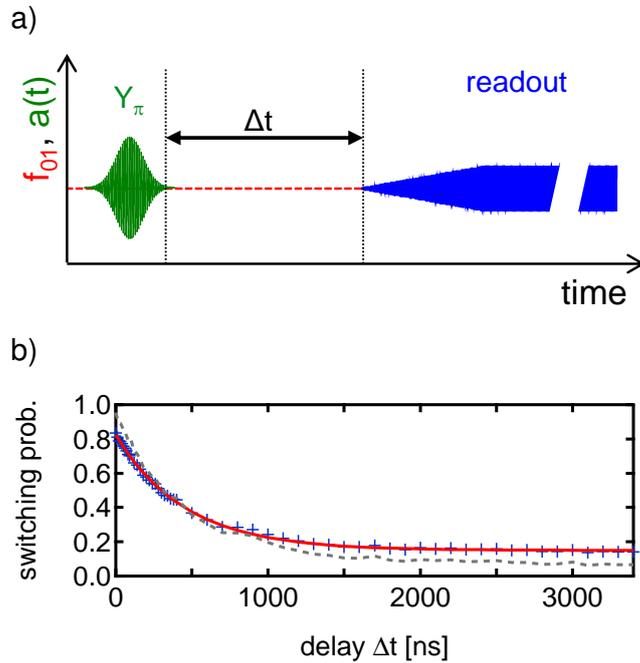 a)
readout
Yπ
Δt
f01, a(t)
time
b)
1.0
0.8
0.6
0.4
0.2
0.0
switching prob.
0
1000
2000
3000
delay Δt [ns]